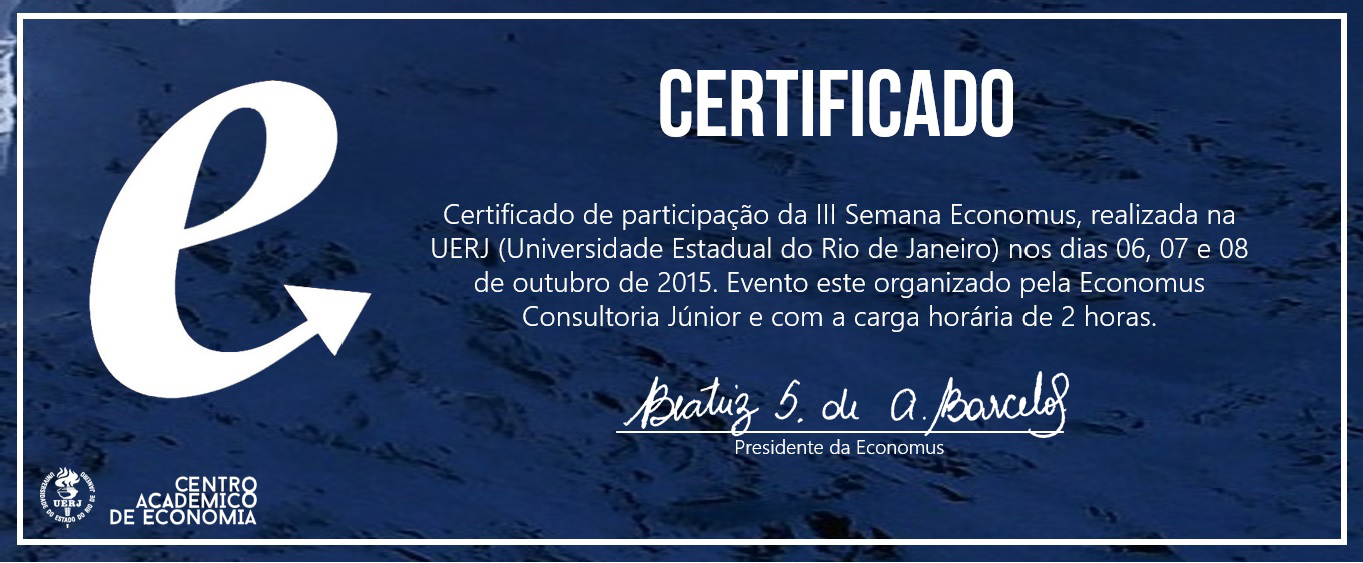 CERTIFICADO
Certificado de participação da III Semana Economus, realizada na
UERJ (Universidade Estadual do Rio de Janeiro) nos dias 06, 07 e 08
de outubro de 2015. Evento este organizado pela Economus
Consultoria Júnior e com a carga horária de 2 horas.
Beatriz S. de A. Barcelos
Presidente da Economus
UNIVERSIDADE DO ESTADO DO RIO DE JANEIRO
UERJ
CENTRO
ACADÊMICO
DE ECONOMIA
e